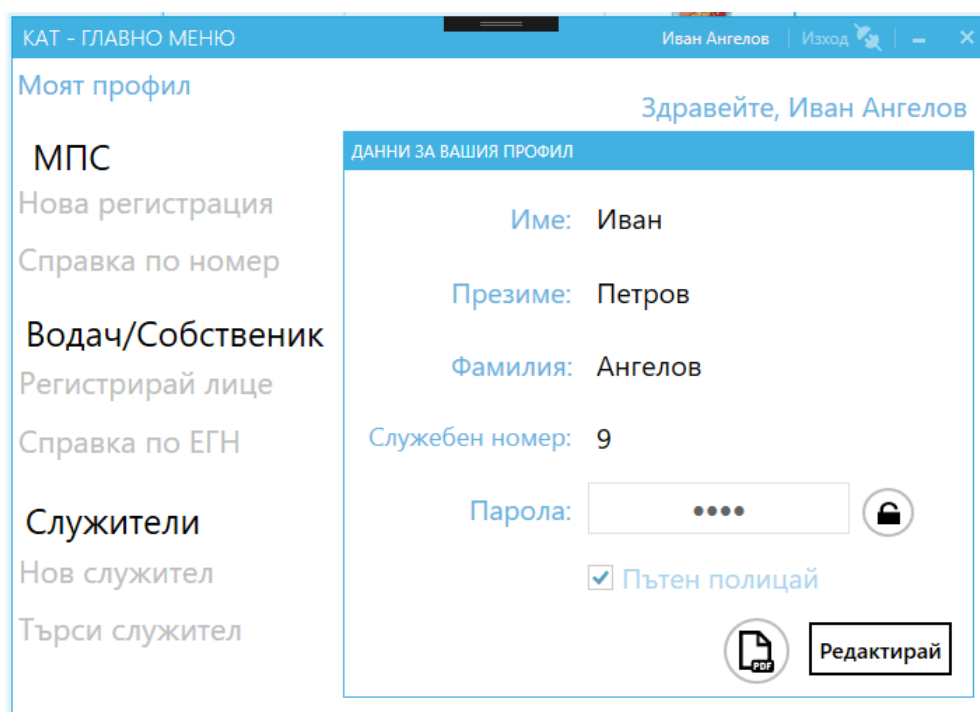 КАТ - ГЛАВНО МЕНЮ
Иван Ангелов
Изход
Моят профил
Здравейте, Иван Ангелов
МПС
Нова регистрация
Справка по номер
Водач/Собственик
Регистрирай лице
Справка по ЕГН
Служители
Нов служител
Търси служител
ДАННИ ЗА ВАШИЯ ПРОФИЛ
Име: Иван
Презиме: Петров
Фамилия: Ангелов
Служебен номер: 9
Парола: ●●●●
Пътен полицай
PDF
Редактирай